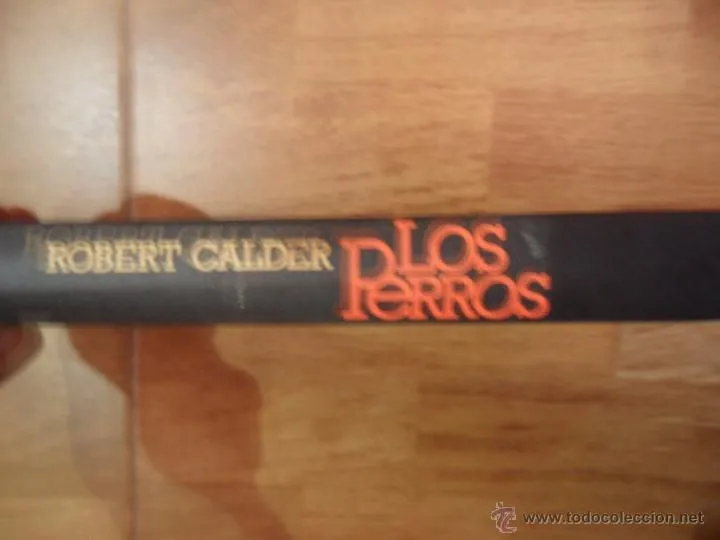 ROBERT CALDER
LOS
PERROS
www.todocoleccion.net